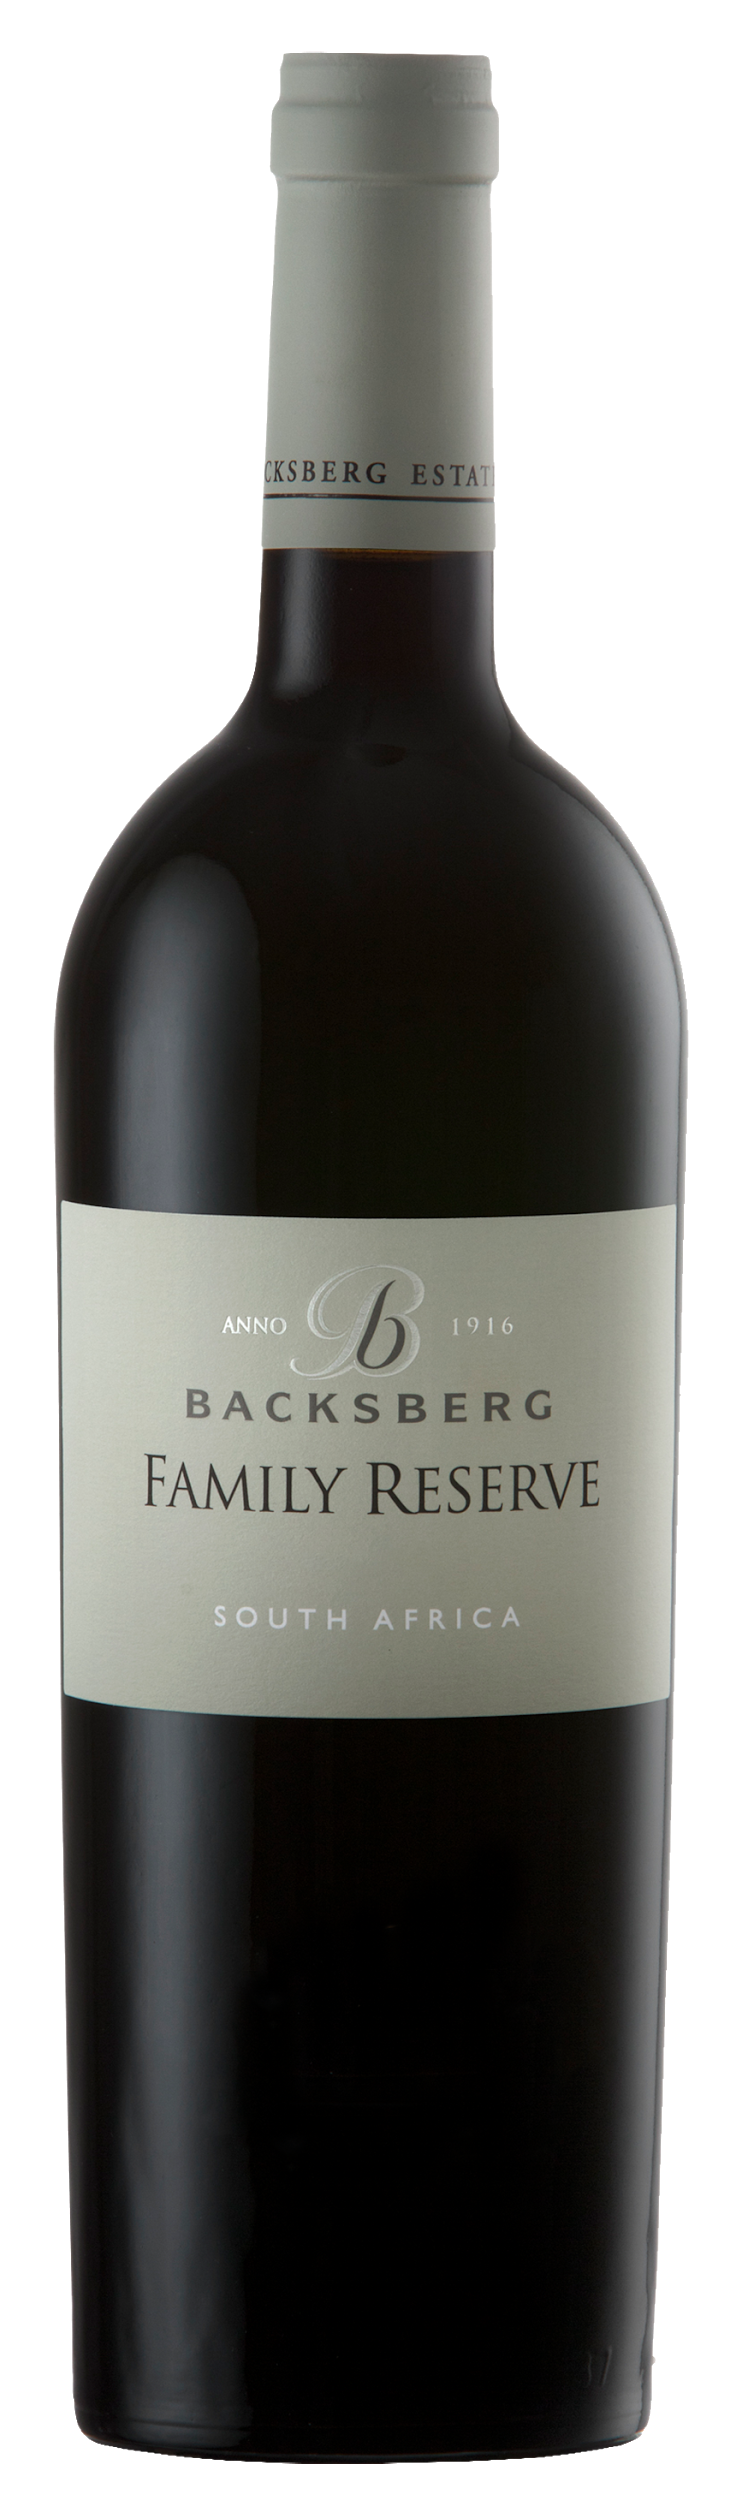 CKSBERG ESTAT
ANNO B 1916
BACKSBERG
FAMILY RESERVE
SOUTH AFRICA